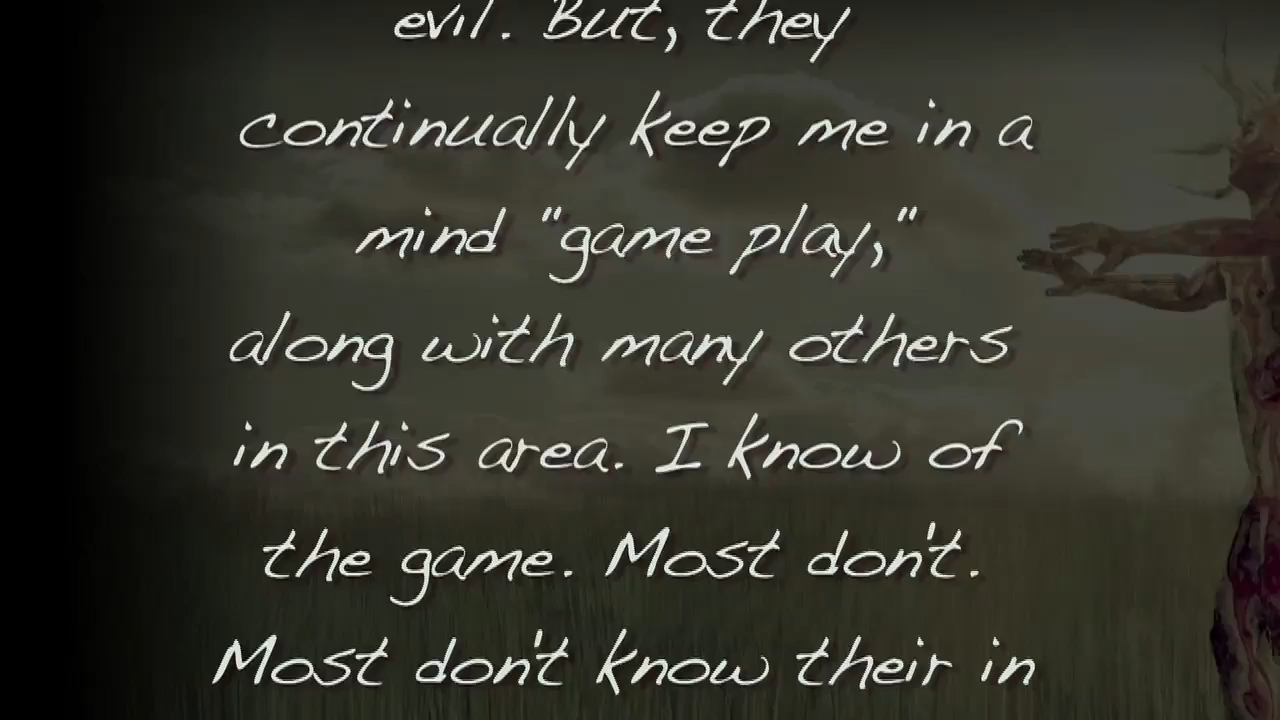 evil. But, they
continually keep me in a
mind "game play,"
along with many others
in this area. I know of
the game. Most don't.
Most don't know their in